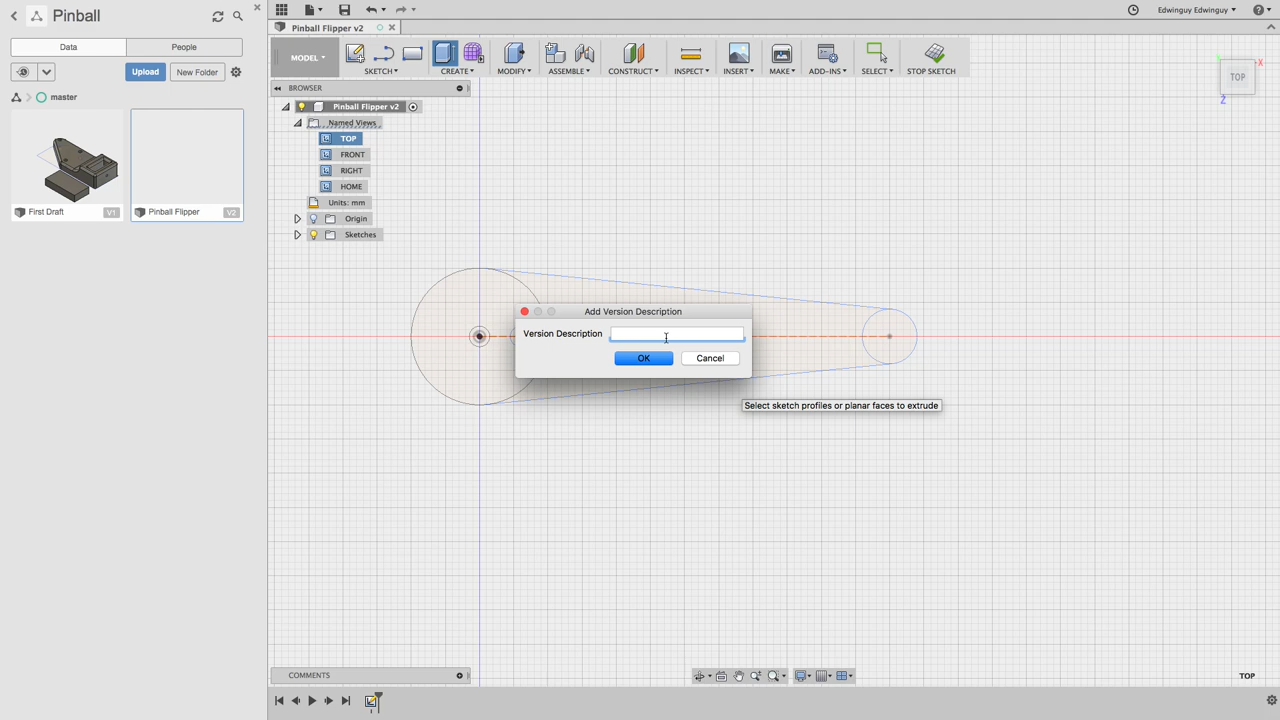 Pinball
Data
People
Upload
New Folder
master
First Draft
V1
Pinball Flipper
V2
Edwinguy Edwinguy
Pinball Flipper v2
MODEL
SKETCH
CREATE
MODIFY
ASSEMBLE
CONSTRUCT
INSPECT
INSERT
MAKE
ADD-INS
SELECT
STOP SKETCH
BROWSER
Pinball Flipper v2
Named Views
TOP
FRONT
RIGHT
HOME
Units: mm
Origin
Sketches
X
TOP
Z
Add Version Description
Version Description
OK
Cancel
Select sketch profiles or planar faces to extrude
COMMENTS
TOP